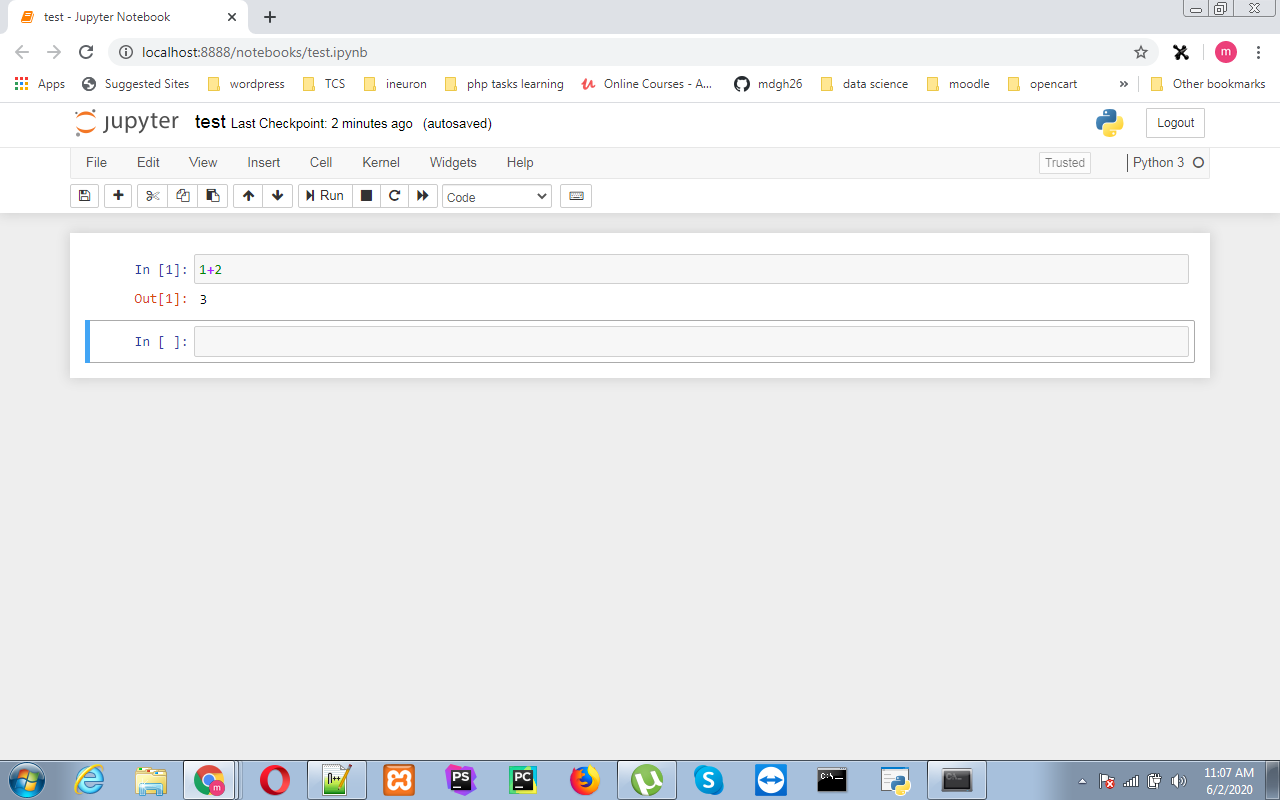 test - Jupyter Notebook
localhost:8888/notebooks/test.ipynb
m
Apps Suggested Sites wordpress TCS ineuron php tasks learning Online Courses - A... mdgh26 data science moodle opencart » Other bookmarks
jupyter test Last Checkpoint: 2 minutes ago (autosaved) Logout
File Edit View Insert Cell Kernel Widgets Help Trusted Python 3
Run Code
In [1]: 1+2
Out[1]: 3
In [ ]:
m N++ PS PC S C:\_ 11:07 AM
6/2/2020